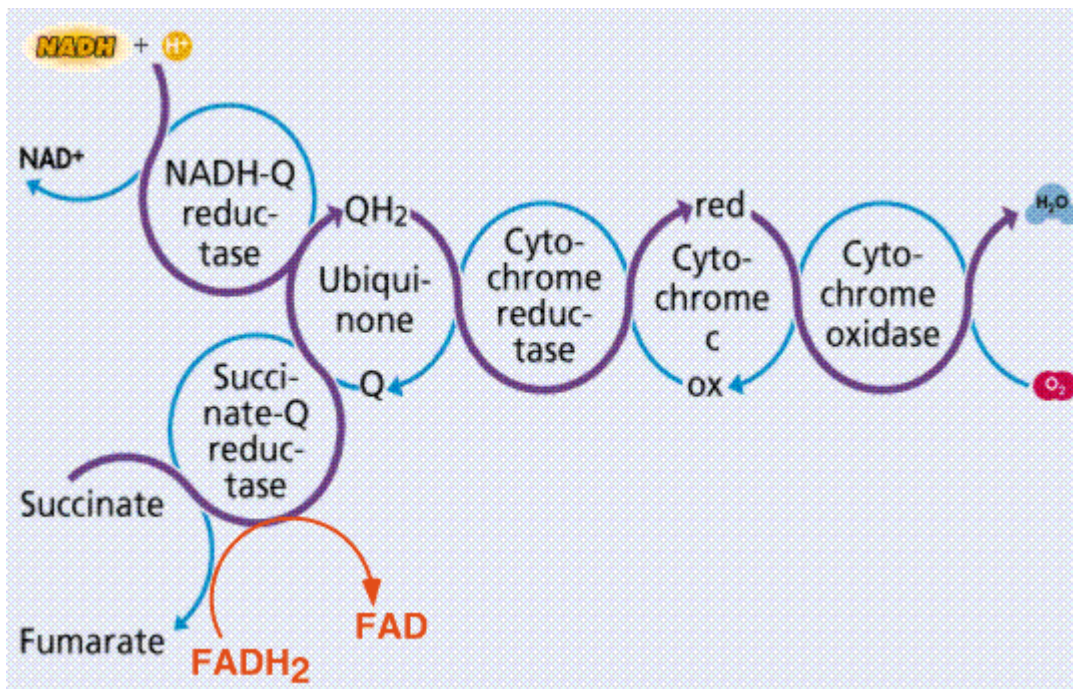 NADH + H+
NAD+
NADH-Q
reduc-
tase
QH2
Ubiqui-
none
Q
Cyto-
chrome
reduc-
tase
red
Cyto-
chrome
c
ox
Cyto-
chrome
oxidase
H2O
O2
Succi-
nate-Q
reduc-
tase
Succinate
Fumarate
FADH2
FAD